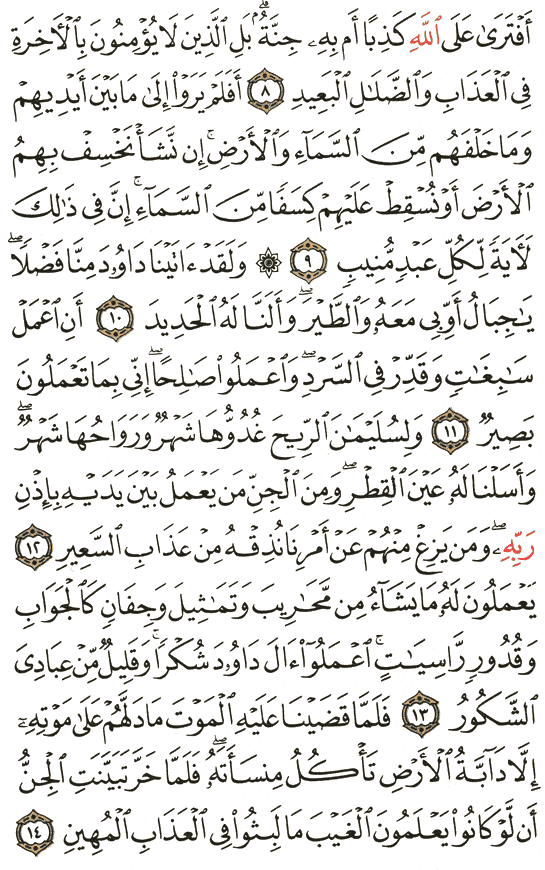 أَفْتَرَىٰ عَلَى ٱللَّهِ كَذِبًا أَم بِهِۦ جِنَّةُۢ ۗ بَلِ ٱلَّذِينَ لَا يُؤْمِنُونَ بِٱلْأَخِرَةِ
فِى ٱلْعَذَابِ وَٱلضَّلَٰلِ ٱلْبَعِيدِ ٨ أَفَلَمْ يَرَوْا۟ إِلَىٰ مَا بَيْنَ أَيْدِيهِمْ
وَمَا خَلْفَهُم مِّنَ ٱلسَّمَآءِ وَٱلْأَرْضِ ۚ إِن نَّشَأْ نَخْسِفْ بِهِمُ
ٱلْأَرْضَ أَوْ نُسْقِطْ عَلَيْهِمْ كِسَفًا مِّنَ ٱلسَّمَآءِ ۚ إِنَّ فِى ذَٰلِكَ
لَأَيَةً لِّكُلِّ عَبْدٍ مُّنِيبٍ ٩ ۞ وَلَقَدْ ءَاتَيْنَا دَاوُۥدَ مِنَّا فَضْلًا ۖ
يَٰجِبَالُ أَوِّبِى مَعَهُۥ وَٱلطَّيْرَ ۖ وَأَلَنَّا لَهُ ٱلْحَدِيدَ ١٠ أَنِ ٱعْمَلْ
سَٰبِغَٰتٍ وَقَدِّرْ فِى ٱلسَّرْدِ ۖ وَٱعْمَلُوا۟ صَٰلِحًا ۖ إِنِّى بِمَا تَعْمَلُونَ
بَصِيرٌ ١١ وَلِسُلَيْمَٰنَ ٱلرِّيحَ غُدُوُّهَا شَهْرٌ وَرَوَاحُهَا شَهْرٌ ۖ
وَأَسَلْنَا لَهُۥ عَيْنَ ٱلْقِطْرِ ۖ وَمِنَ ٱلْجِنِّ مَن يَعْمَلُ بَيْنَ يَدَيْهِ بِإِذْنِ
رَبِّهِۦ ۖ وَمَن يَزِغْ مِنْهُمْ عَنْ أَمْرِنَا نُذِقْهُ مِنْ عَذَابِ ٱلسَّعِيرِ ١٢
يَعْمَلُونَ لَهُۥ مَا يَشَآءُ مِن مَّحَٰرِيبَ وَتَمَٰثِيلَ وَجِفَانٍ كَٱلْجَوَابِ
وَقُدُورٍ رَّاسِيَٰتٍ ۚ ٱعْمَلُوٓا۟ ءَالَ دَاوُۥدَ شُكْرًا ۚ وَقَلِيلٌ مِّنْ عِبَادِىَ
ٱلشَّكُورُ ١٣ فَلَمَّا قَضَيْنَا عَلَيْهِ ٱلْمَوْتَ مَا دَلَّهُمْ عَلَىٰ مَوْتِهِۦٓ
إِلَّا دَآبَّةُ ٱلْأَرْضِ تَأْكُلُ مِنسَأَتَهُۥ ۖ فَلَمَّا خَرَّ تَبَيَّنَتِ ٱلْجِنُّ
أَن لَّوْ كَانُوا۟ يَعْلَمُونَ ٱلْغَيْبَ مَا لَبِثُوا۟ فِى ٱلْعَذَابِ ٱلْمُهِينِ ١٤